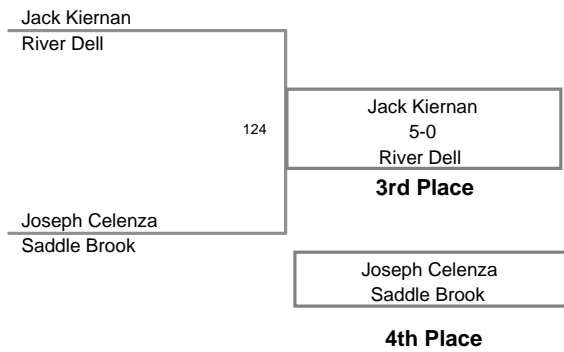 Jack Kiernan
River Dell
124
Jack Kiernan
5-0
River Dell
3rd Place
Joseph Celenza
Saddle Brook
Joseph Celenza
Saddle Brook
4th Place